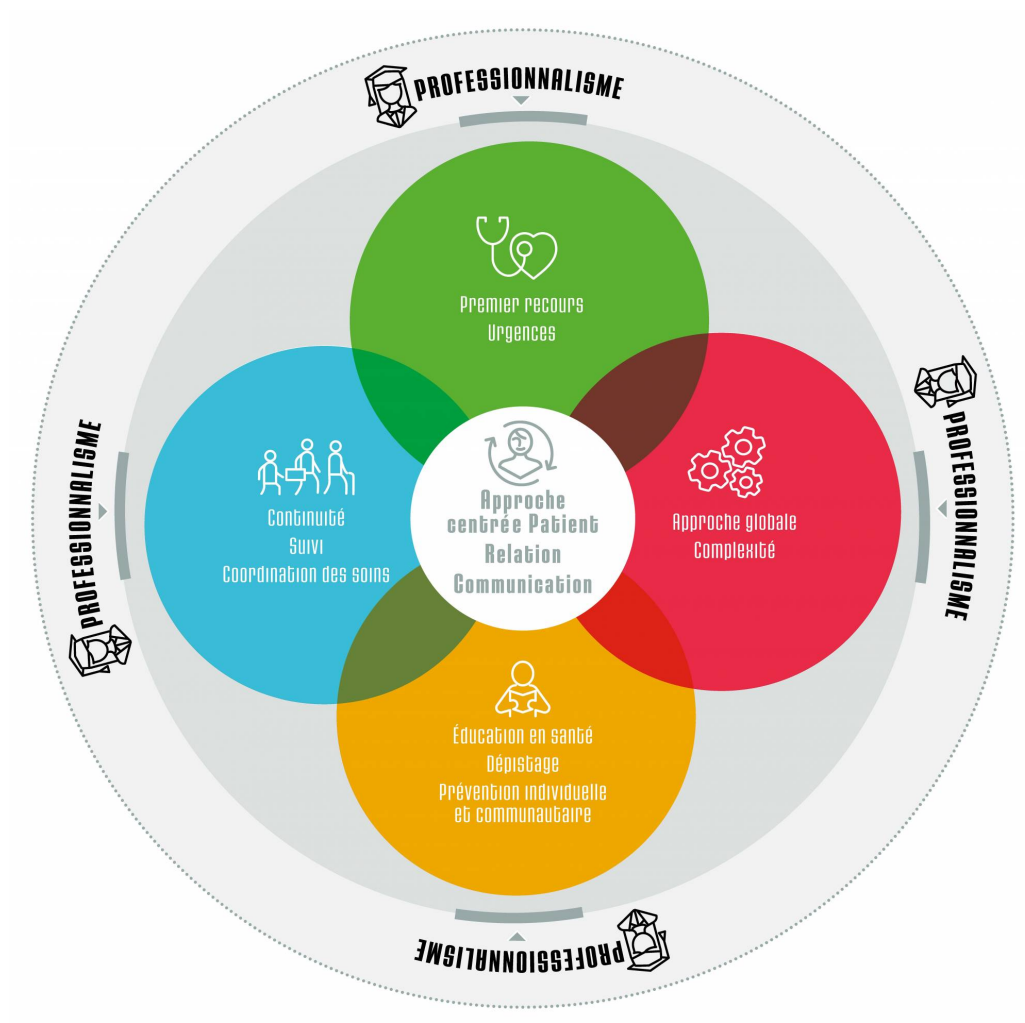 PROFESSIONNALISME
Premier recours
Urgences
Continuité
Suivi
Coordination des soins
Approche
centrée Patient
Relation
Communication
Approche globale
Complexité
Éducation en santé
Dépistage
Prévention individuelle
et communautaire
PROFESSIONNALISME
PROFESSIONNALISME
PROFESSIONNALISME